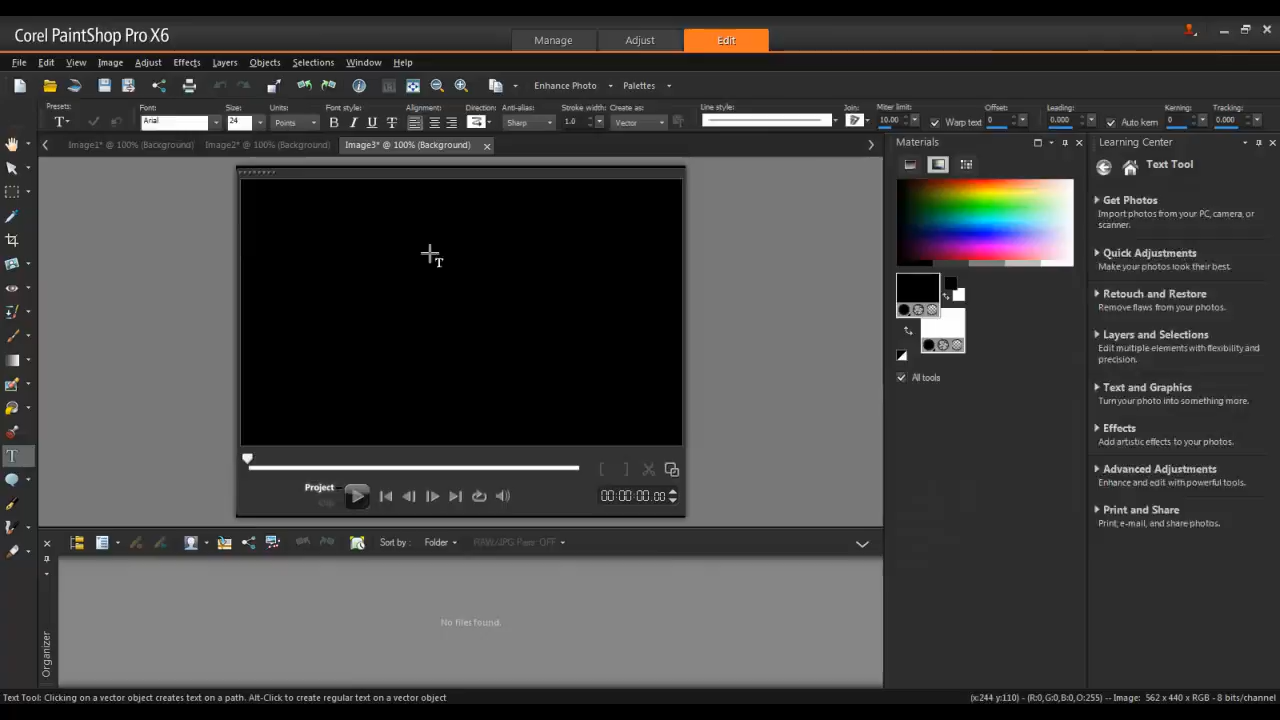 Corel PaintShop Pro X6
Manage
Adjust
Edit
File Edit View Image Adjust Effects Layers Objects Selections Window Help
Enhance Photo Palettes
Presets: Font: Size: Units: Font style: Alignment: Direction: Anti-alias: Stroke width: Create as: Line style: Join: Miter limit: Offset: Leading: Kerning: Tracking:
Arial 24 Points B I U T Sharp 1.0 Vector 10.00 Warp text 0 0.000 Auto kern 0 0.000
Image1* @ 100% (Background) Image2* @ 100% (Background) Image3* @ 100% (Background)
Materials
All tools
Learning Center
Text Tool
Get Photos
Import photos from your PC, camera, or
scanner.
Quick Adjustments
Make your photos look their best.
Retouch and Restore
Remove flaws from your photos.
Layers and Selections
Edit multiple elements with flexibility and
precision.
Text and Graphics
Turn your photo into something more.
Effects
Add artistic effects to your photos.
Advanced Adjustments
Enhance and edit with powerful tools.
Print and Share
Print, e-mail, and share photos.
Project
00:00:00.00
Sort by: Folder RAW/JPG Pair: OFF
No files found.
Organizer
Text Tool: Clicking on a vector object creates text on a path. Alt-Click to create regular text on a vector object
(x:244 y:110) - (R:0,G:0,B:0,O:255) -- Image: 562 x 440 x RGB - 8 bits/channel